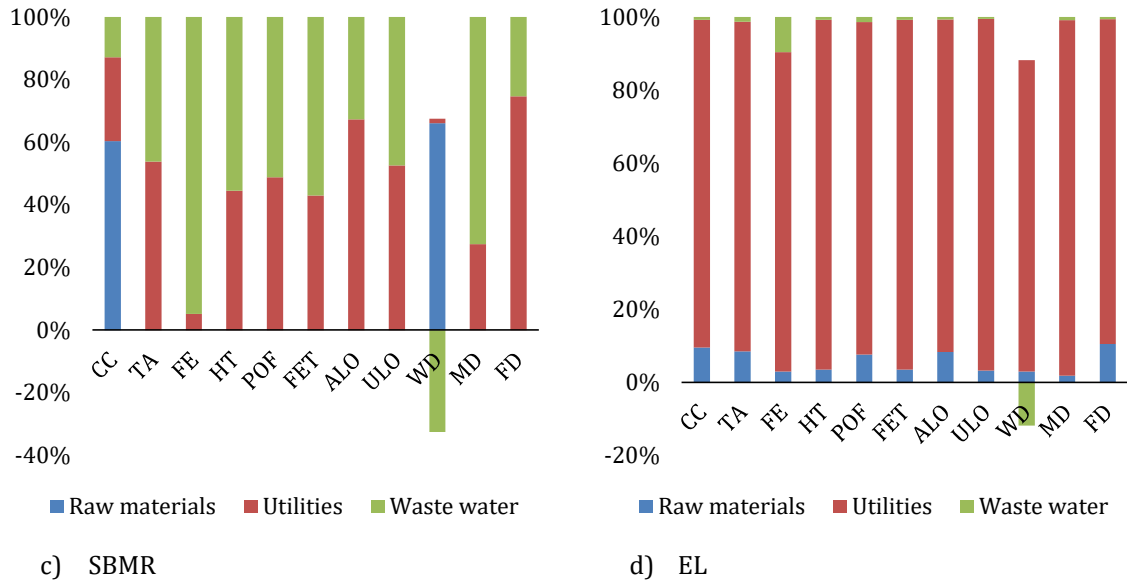 100%
80%
60%
40%
20%
0%
-20%
-40%
CC TA FE HT POF FET ALO ULO WD MD FD
Raw materials Utilities Waste water
c) SBMR
100%
80%
60%
40%
20%
0%
-20%
CC TA FE HT POF FET ALO ULO WD MD FD
Raw materials Utilities Waste water
d) EL